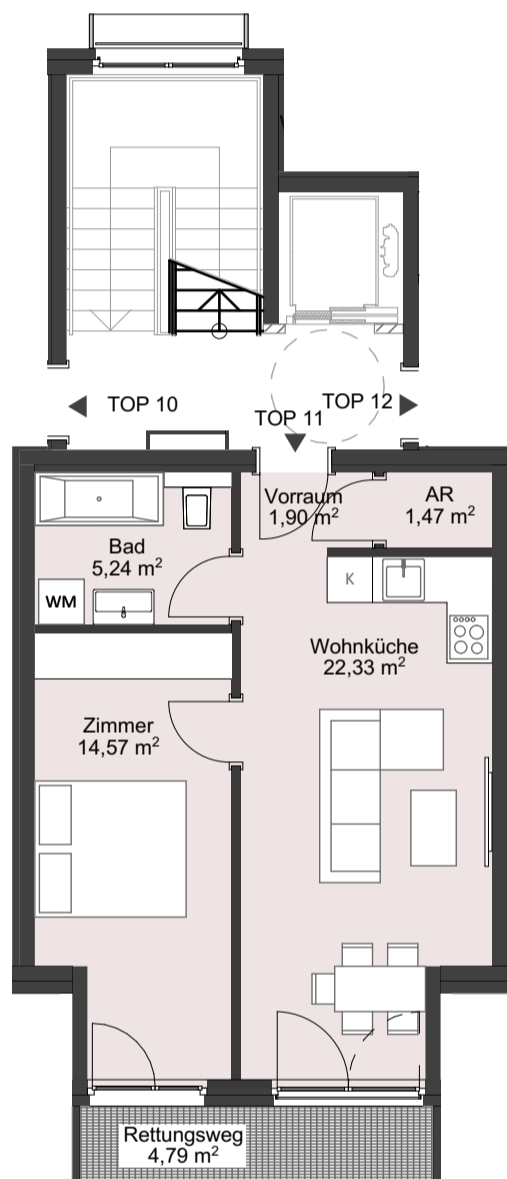 TOP 10
TOP 11
TOP 12
Vorraum
1,90 m²
AR
1,47 m²
Bad
5,24 m²
WM
K
Wohnküche
22,33 m²
Zimmer
14,57 m²
Rettungsweg
4,79 m²